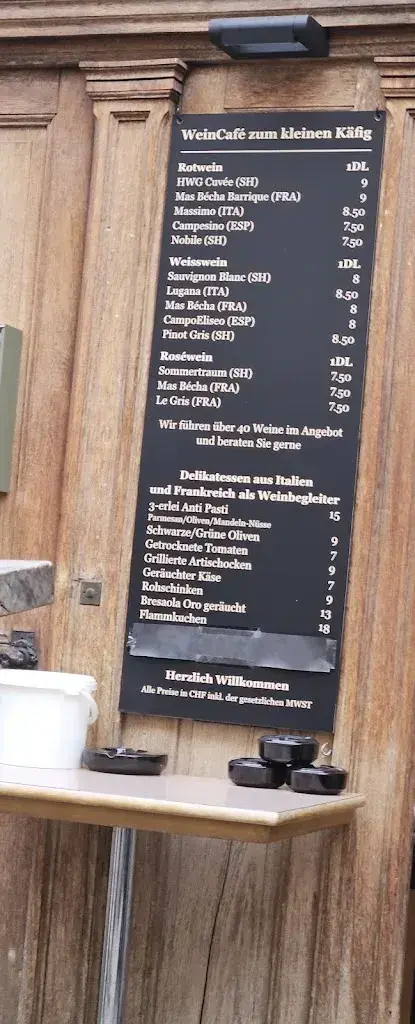 WeinCafé zum kleinen Käfig
Rotwein 1DL
HWG Cuvée (SH) 9
Mas Bécha Barrique (FRA) 9
Massimo (ITA) 8.50
Campesino (ESP) 7.50
Nobile (SH) 7.50
Weisswein 1DL
Sauvignon Blanc (SH) 8
Lugana (ITA) 8.50
Mas Bécha (FRA) 8
CampoEliseo (ESP) 8
Pinot Gris (SH) 8.50
Roséwein 1DL
Sommertraum (SH) 7.50
Mas Bécha (FRA) 7.50
Le Gris (FRA) 7.50
Wir führen über 40 Weine im Angebot
und beraten Sie gerne
Delikatessen aus Italien
und Frankreich als Weinbegleiter
3-erlei Anti Pasti 15
Parmesan/Oliven/Mandeln-Nüsse
Schwarze/Grüne Oliven 9
Getrocknete Tomaten 7
Grillierte Artischocken 9
Geräuchter Käse 7
Rohschinken 9
Bresaola Oro geräucht 13
Flammkuchen 18
Herzlich Willkommen
Alle Preise in CHF inkl. der gesetzlichen MWST